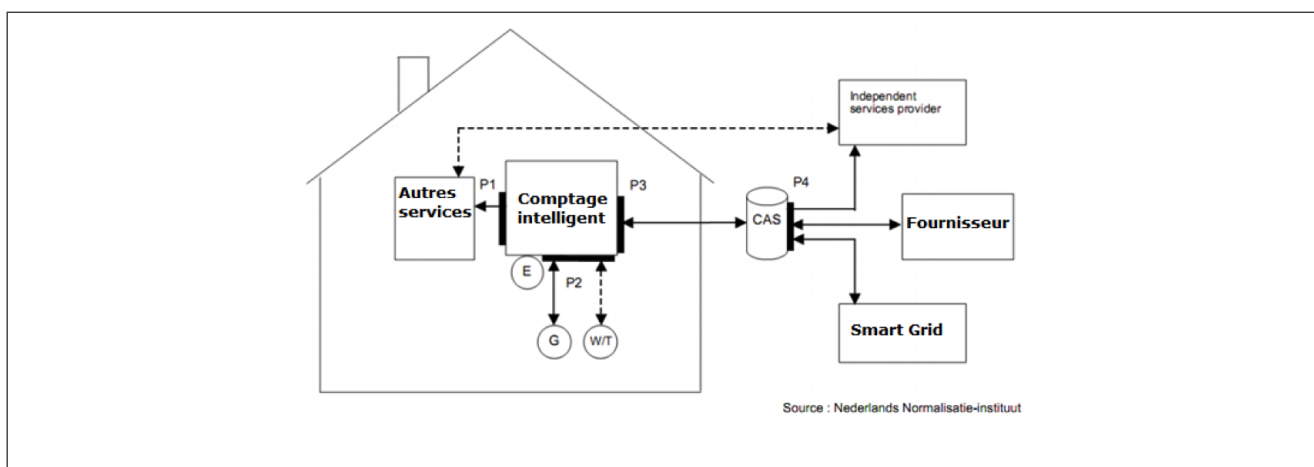 Independent
services provider
P1
P3
P4
Autres
services
Comptage
intelligent
CAS
Fournisseur
E
P2
G
W/T
Smart Grid
Source : Nederlands Normalisatie-instituut